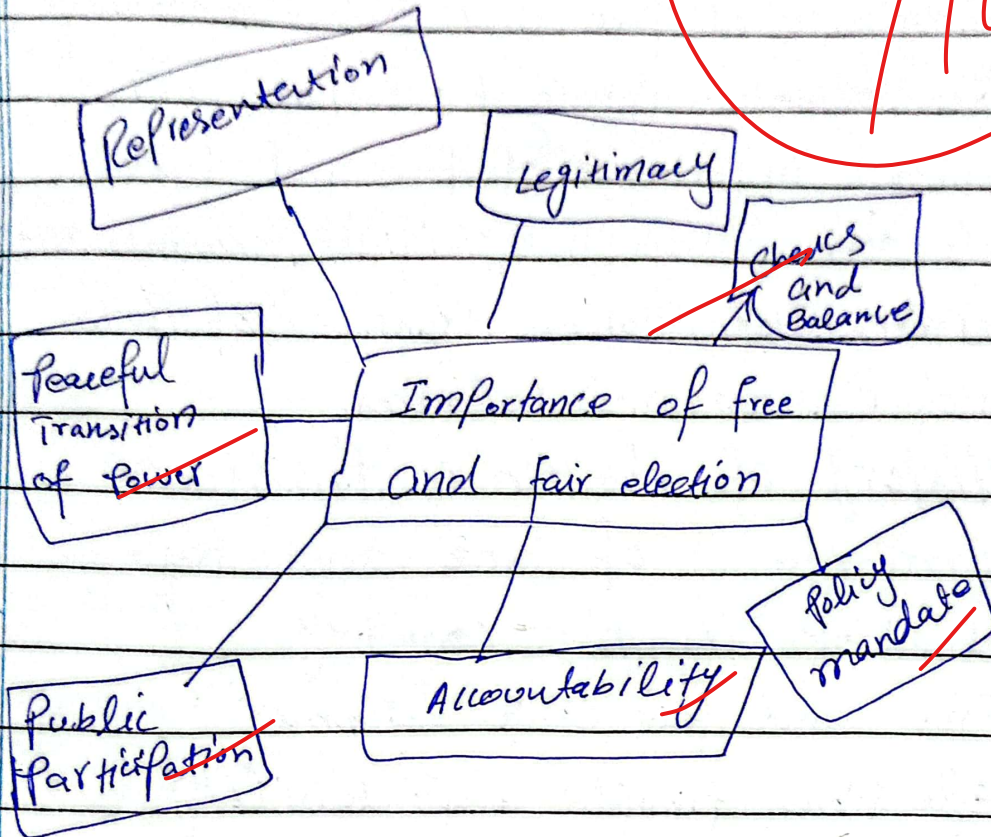 Representation
Legitimacy
Checks
and
Balance
Peaceful
Transition
of Power
Importance of free
and fair election
Policy
mandate
Accountability
Public
Participation